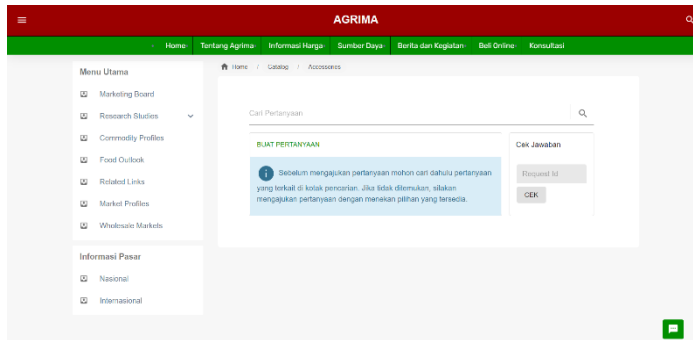 AGRIMA
Home Tentang Agrima Informasi Harga Sumber Daya Berita dan Kegiatan Beli Online Konsultasi
Menu Utama
Marketing Board
Research Studies
Commodity Profiles
Food Outlook
Related Links
Market Profiles
Wholesale Markets
Informasi Pasar
Nasional
Internasional
Home / Catalog / Accessories
Cari Pertanyaan
BUAT PERTANYAAN
Sebelum mengajukan pertanyaan mohon cari dahulu pertanyaan
yang terkait di kotak pencarian. Jika tidak ditemukan, silakan
mengajukan pertanyaan dengan menekan pilihan yang tersedia.
Cek Jawaban
Request Id
CEK